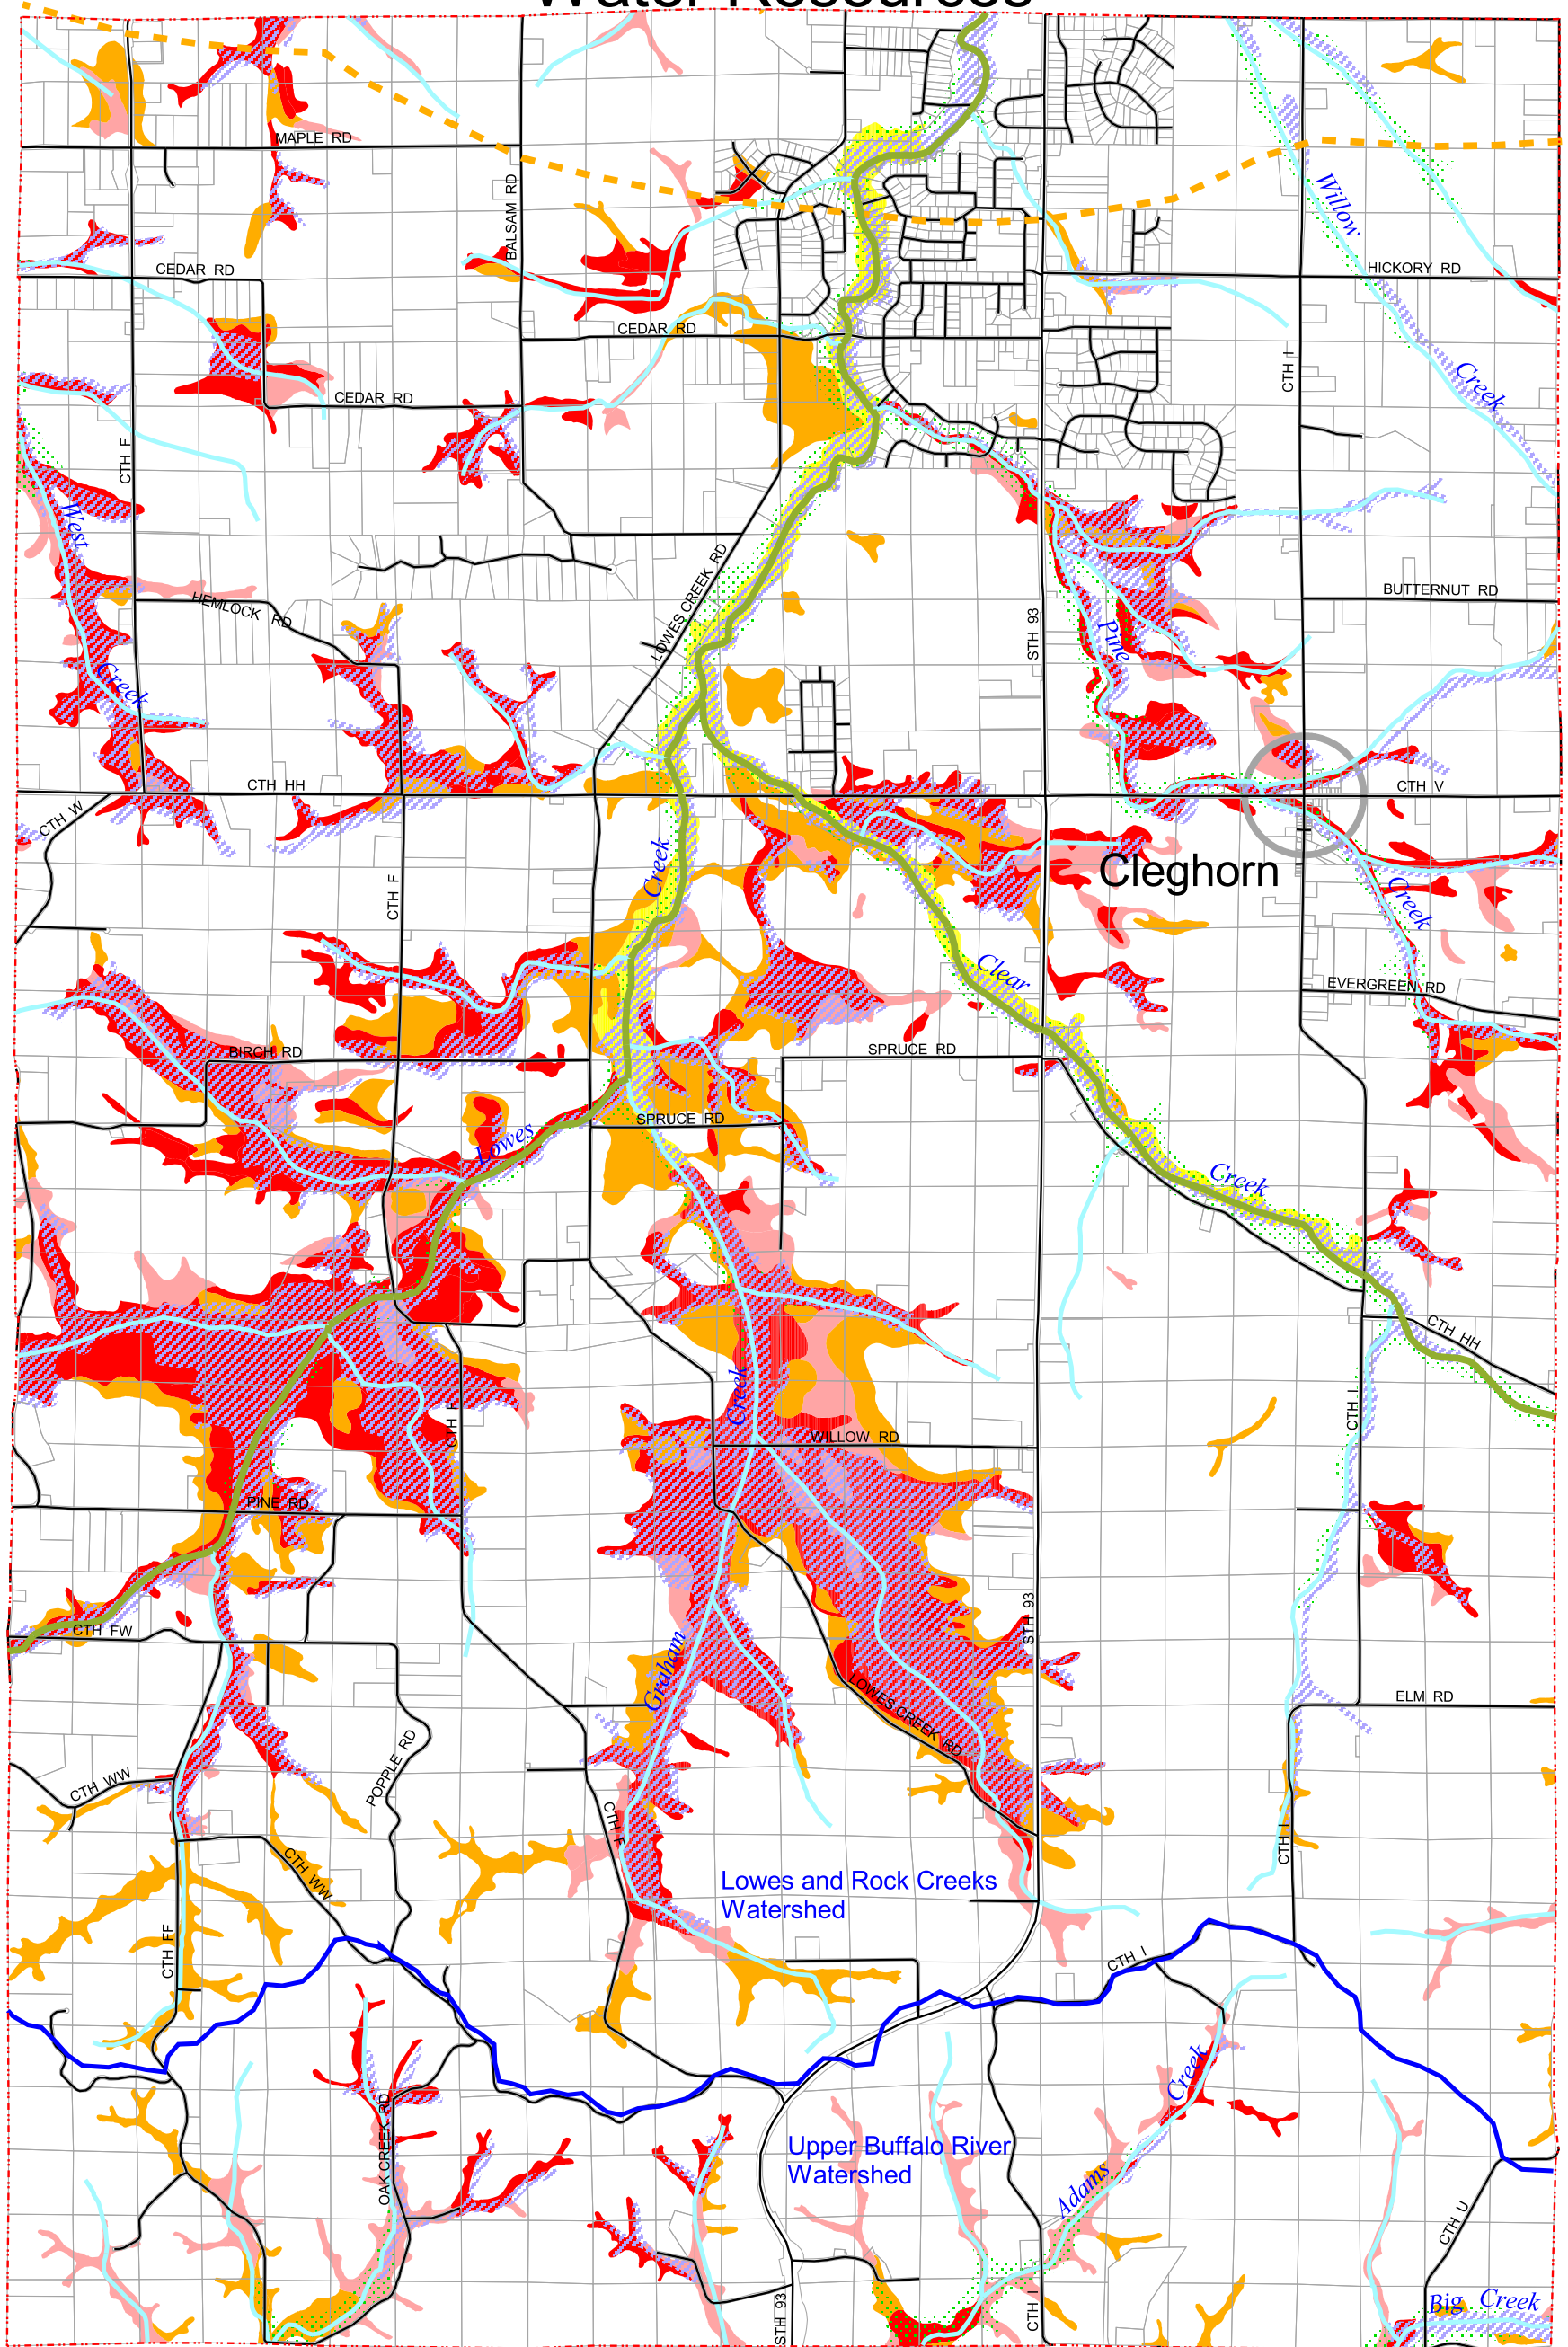 Water Resources
MAPLE RD
BALSAM RD
Willow
CEDAR RD
HICKORY RD
CEDAR RD
CTH I
Creek
CEDAR RD
CTH F
West
LOWES CREEK RD
BUTTERNUT RD
HEMLOCK RD
STH 93
Pine
Creek
CTH HH
CTH V
CTH W
Creek
Cleghorn
CTH F
Creek
Clear
EVERGREEN RD
BIRCH RD
SPRUCE RD
SPRUCE RD
Lowes
Creek
CTH HH
Creek
CTH I
CTH F
WILLOW RD
PINE RD
STH 93
CTH FW
Graham
LOWES CREEK RD
ELM RD
POPPLE RD
CTH WW
CTH F
CTH I
CTH WW
Lowes and Rock Creeks
Watershed
CTH FF
CTH I
Creek
OAK CREEK RD
Upper Buffalo River
Watershed
Adams
CTH U
STH 93
CTH I
Big Creek